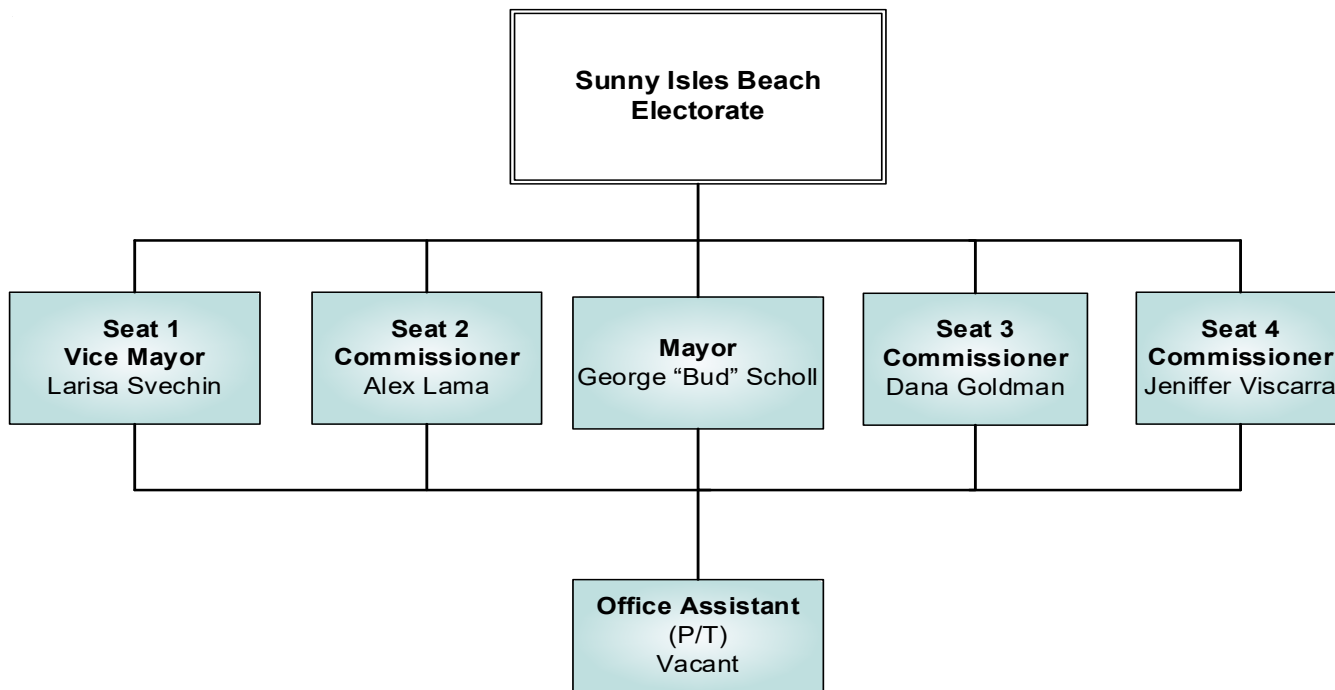 Sunny Isles Beach
Electorate
Seat 1
Vice Mayor
Larisa Svechin
Seat 2
Commissioner
Alex Lama
Mayor
George “Bud” Scholl
Seat 3
Commissioner
Dana Goldman
Seat 4
Commissioner
Jeniffer Viscarra
Office Assistant
(P/T)
Vacant